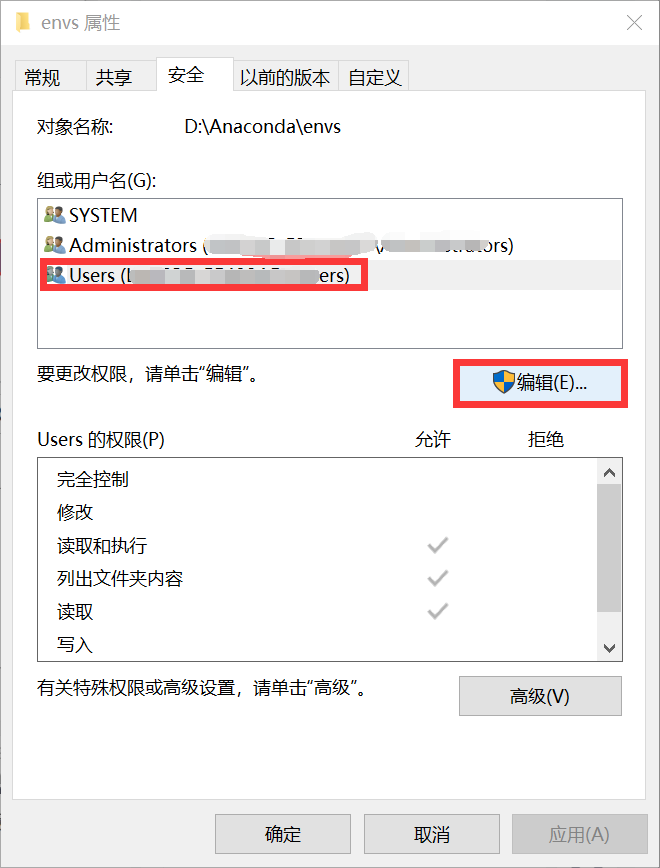 envs 属性
常规 共享 安全 以前的版本 自定义
对象名称: D:\Anaconda\envs
组或用户名(G):
SYSTEM
Administrators (
Users (
要更改权限，请单击“编辑”。
编辑(E)...
Users 的权限(P) 允许 拒绝
完全控制
修改
读取和执行
列出文件夹内容
读取
写入
有关特殊权限或高级设置，请单击“高级”。
高级(V)
确定 取消 应用(A)